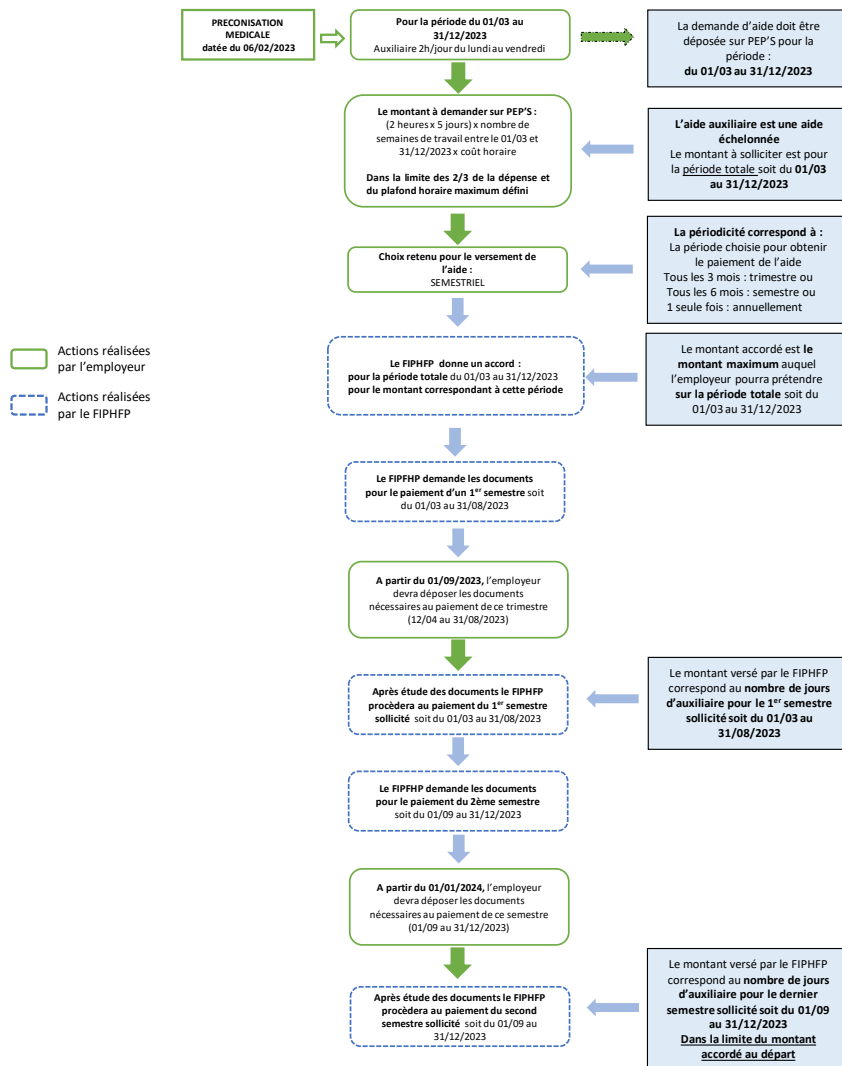 PRECONISATION
MEDICALE
datée du 06/02/2023
Pour la période du 01/03 au
31/12/2023
Auxiliaire 2h/jour du lundi au vendredi
La demande d'aide doit être
déposée sur PEP'S pour la
période :
du 01/03 au 31/12/2023
Le montant à demander sur PEP'S :
(2 heures x 5 jours) x nombre de
semaines de travail entre le 01/03 et
31/12/2023 x coût horaire
Dans la limite des 2/3 de la dépense et
du plafond horaire maximum défini
L'aide auxiliaire est une aide
échelonnée
Le montant à solliciter est pour
la période totale soit du 01/03
au 31/12/2023
Choix retenu pour le versement de
l'aide :
SEMESTRIEL
La périodicité correspond à :
La période choisie pour obtenir
le paiement de l'aide
Tous les 3 mois : trimestre ou
Tous les 6 mois : semestre ou
1 seule fois : annuellement
Actions réalisées
par l'employeur
Actions réalisées
par le FIPHFP
Le FIPHFP donne un accord :
pour la période totale du 01/03 au 31/12/2023
pour le montant correspondant à cette période
Le montant accordé est le
montant maximum auquel
l'employeur pourra prétendre
sur la période totale soit du
01/03 au 31/12/2023
Le FIPFHP demande les documents
pour le paiement d'un 1er semestre soit
du 01/03 au 31/08/2023
A partir du 01/09/2023, l'employeur
devra déposer les documents
nécessaires au paiement de ce trimestre
(12/04 au 31/08/2023)
Après étude des documents le FIPHFP
procèdera au paiement du 1er semestre
sollicité soit du 01/03 au 31/08/2023
Le montant versé par le FIPHFP
correspond au nombre de jours
d'auxiliaire pour le 1er semestre
sollicité soit du 01/03 au
31/08/2023
Le FIPFHP demande les documents
pour le paiement du 2ème semestre
soit du 01/09 au 31/12/2023
A partir du 01/01/2024, l'employeur
devra déposer les documents
nécessaires au paiement de ce semestre
(01/09 au 31/12/2023)
Après étude des documents le FIPHFP
procèdera au paiement du second
semestre sollicité soit du 01/09 au
31/12/2023
Le montant versé par le FIPHFP
correspond au nombre de jours
d'auxiliaire pour le dernier
semestre sollicité soit du 01/09
au 31/12/2023
Dans la limite du montant
accordé au départ